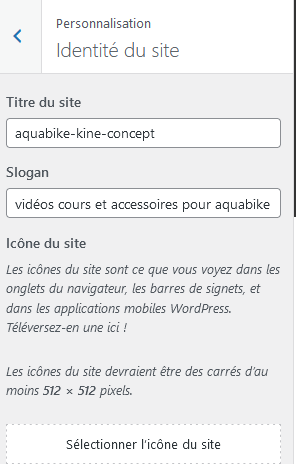 Personnalisation
Identité du site
Titre du site
aquabike-kine-concept
Slogan
vidéos cours et accessoires pour aquabike
Icône du site
Les icônes du site sont ce que vous voyez dans les
onglets du navigateur, les barres de signets, et
dans les applications mobiles WordPress.
Téléversez-en une ici !
Les icônes du site devraient être des carrés d'au
moins 512 × 512 pixels.
Sélectionner l'icône du site